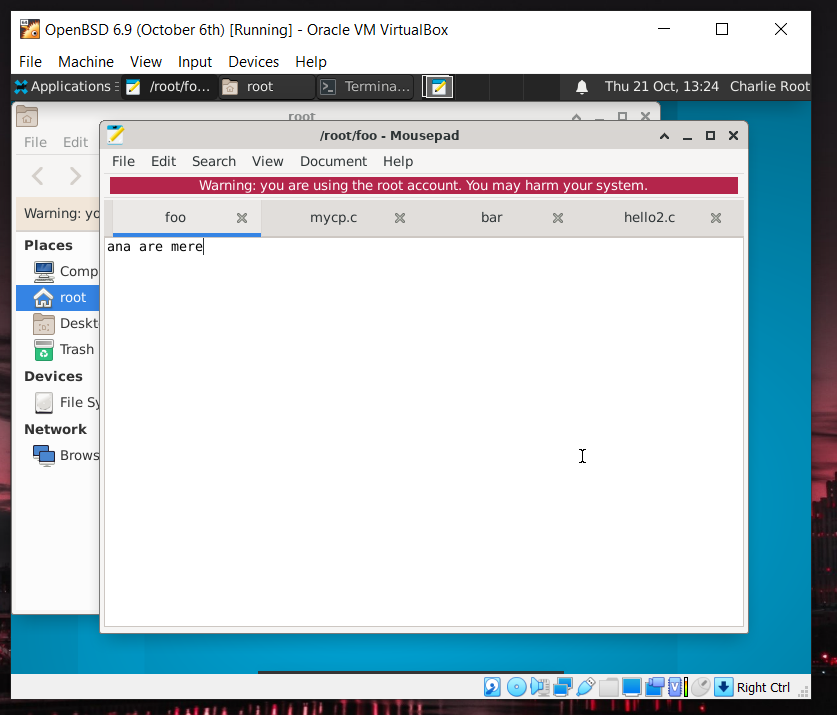 OpenBSD 6.9 (October 6th) [Running] - Oracle VM VirtualBox
File Machine View Input Devices Help
Applications /root/fo... root Termina... Thu 21 Oct, 13:24 Charlie Root
root
File Edit
/root/foo - Mousepad
File Edit Search View Document Help
Warning: you are using the root account. You may harm your system.
foo mycp.c bar hello2.c
ana are mere
Warning: yo
Places
Comp
root
Deskt
Trash
Devices
File Sy
Network
Brows
Right Ctrl